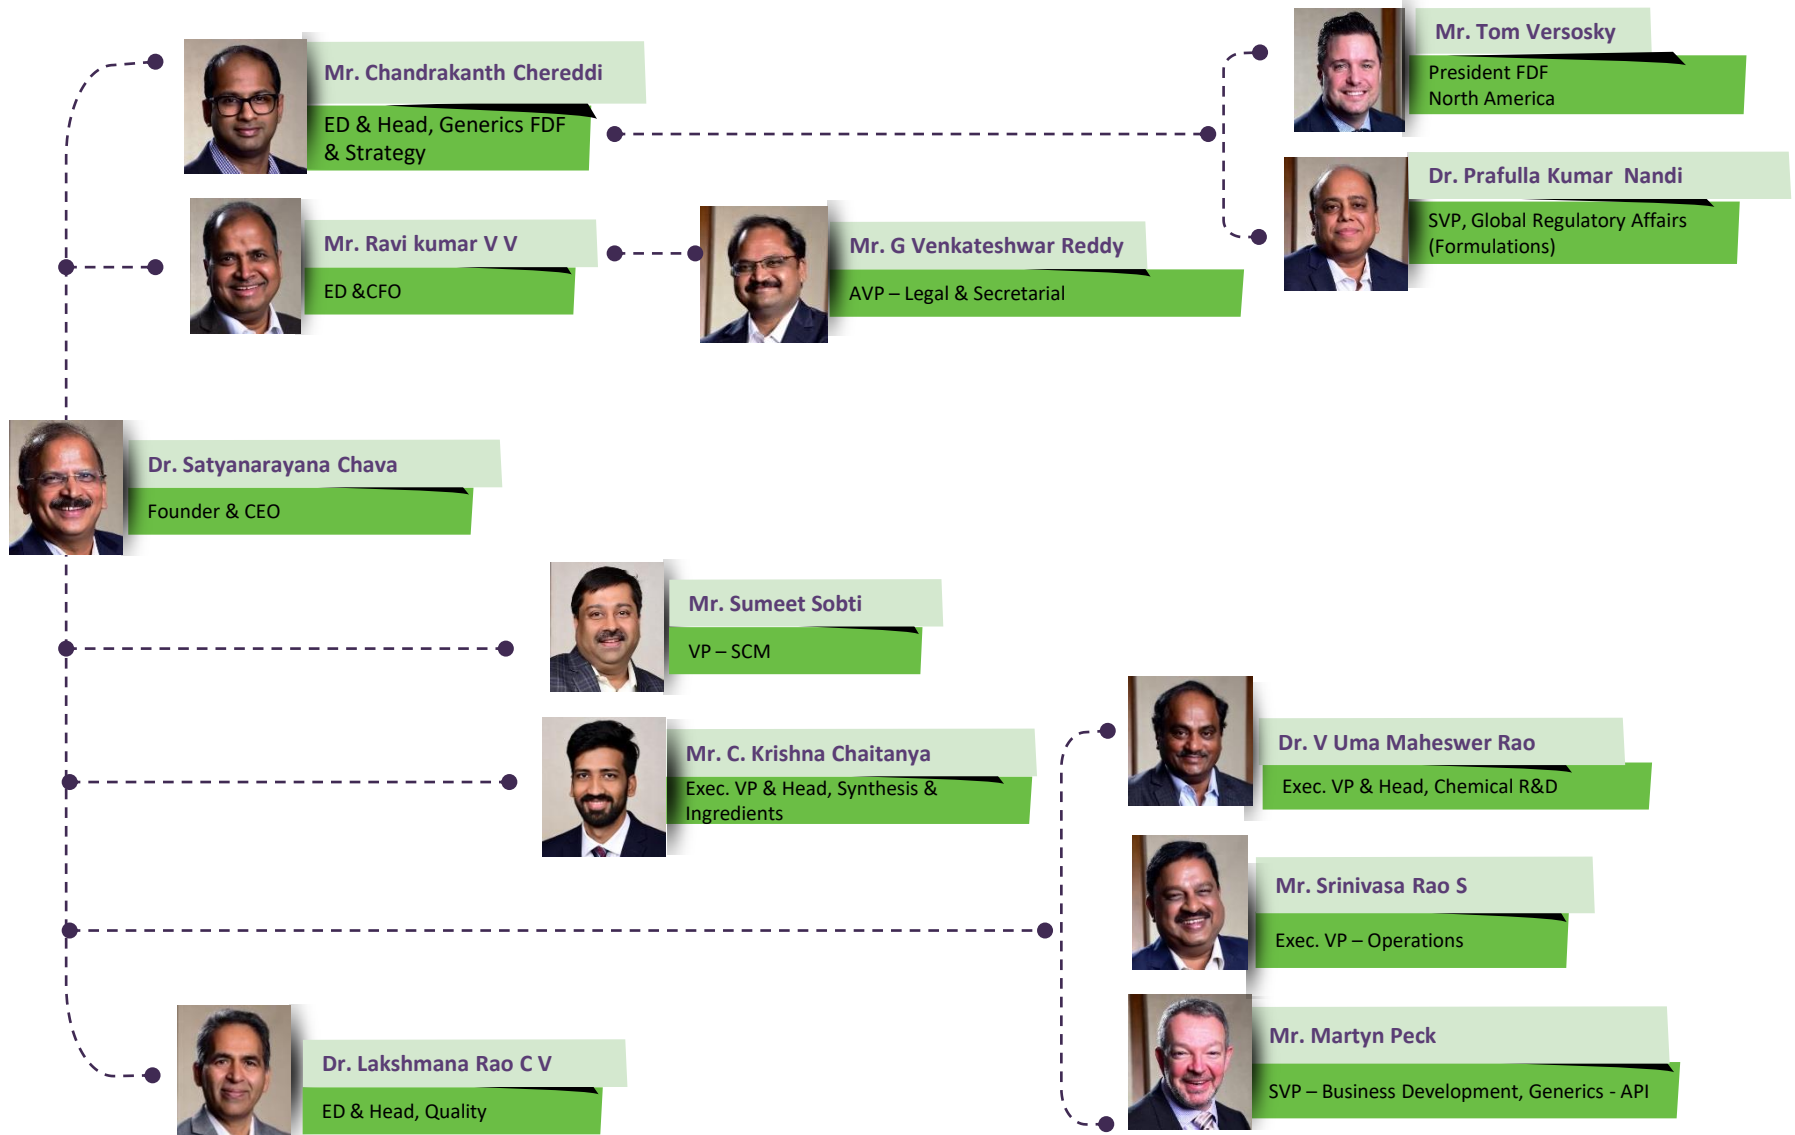 Mr. Chandrakanth Chereddi
ED & Head, Generics FDF
& Strategy
Mr. Tom Versosky
President FDF
North America
Dr. Prafulla Kumar Nandi
SVP, Global Regulatory Affairs
(Formulations)
Mr. Ravi kumar V V
ED &CFO
Mr. G Venkateshwar Reddy
AVP – Legal & Secretarial
Dr. Satyanarayana Chava
Founder & CEO
Mr. Sumeet Sobti
VP – SCM
Mr. C. Krishna Chaitanya
Exec. VP & Head, Synthesis &
Ingredients
Dr. V Uma Maheswer Rao
Exec. VP & Head, Chemical R&D
Mr. Srinivasa Rao S
Exec. VP – Operations
Mr. Martyn Peck
SVP – Business Development, Generics - API
Dr. Lakshmana Rao C V
ED & Head, Quality